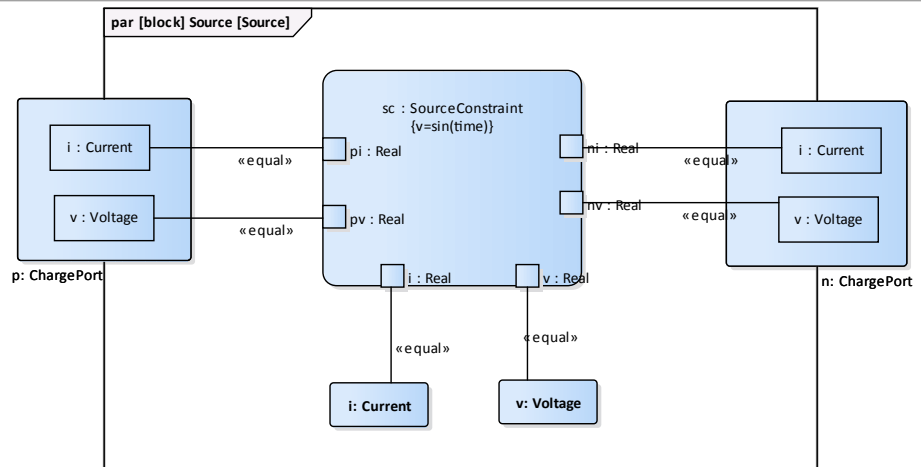 par [block] Source [Source]
sc : SourceConstraint
{v=sin(time)}
i : Current
«equal»
pi : Real
ni : Real
«equal»
i : Current
v : Voltage
«equal»
pv : Real
nv : Real
«equal»
v : Voltage
p: ChargePort
i : Real
v : Real
n: ChargePort
«equal»
«equal»
i: Current
v: Voltage